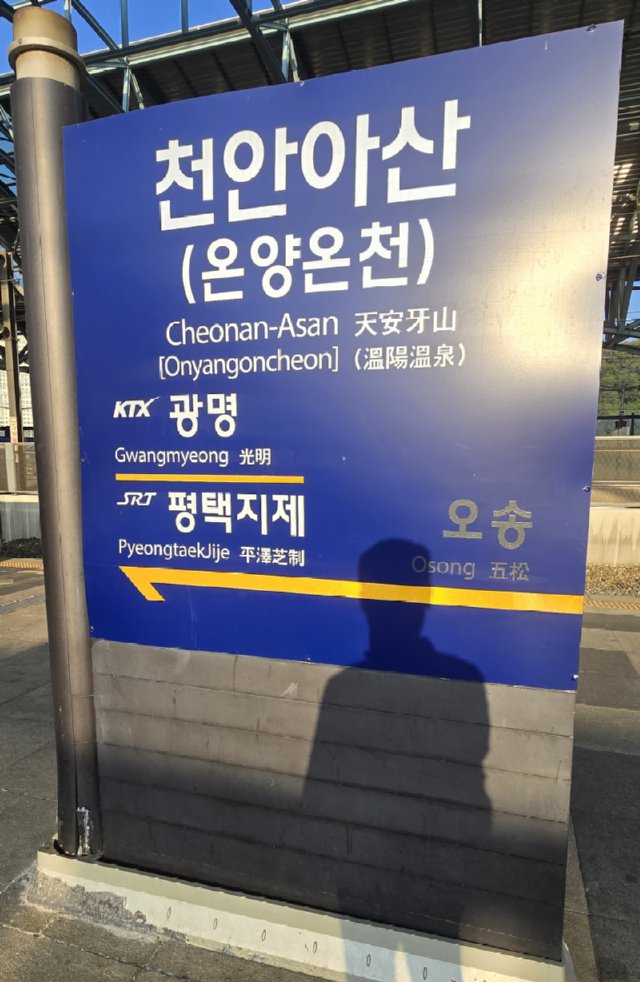 천안아산
(온양온천)
Cheonan-Asan 天安牙山
[Onyangoncheon] (溫陽溫泉)
KTX 광명
Gwangmyeong 光明
SRT 평택지제
PyeongtaekJije 平澤芝制
오송
Osong 五松